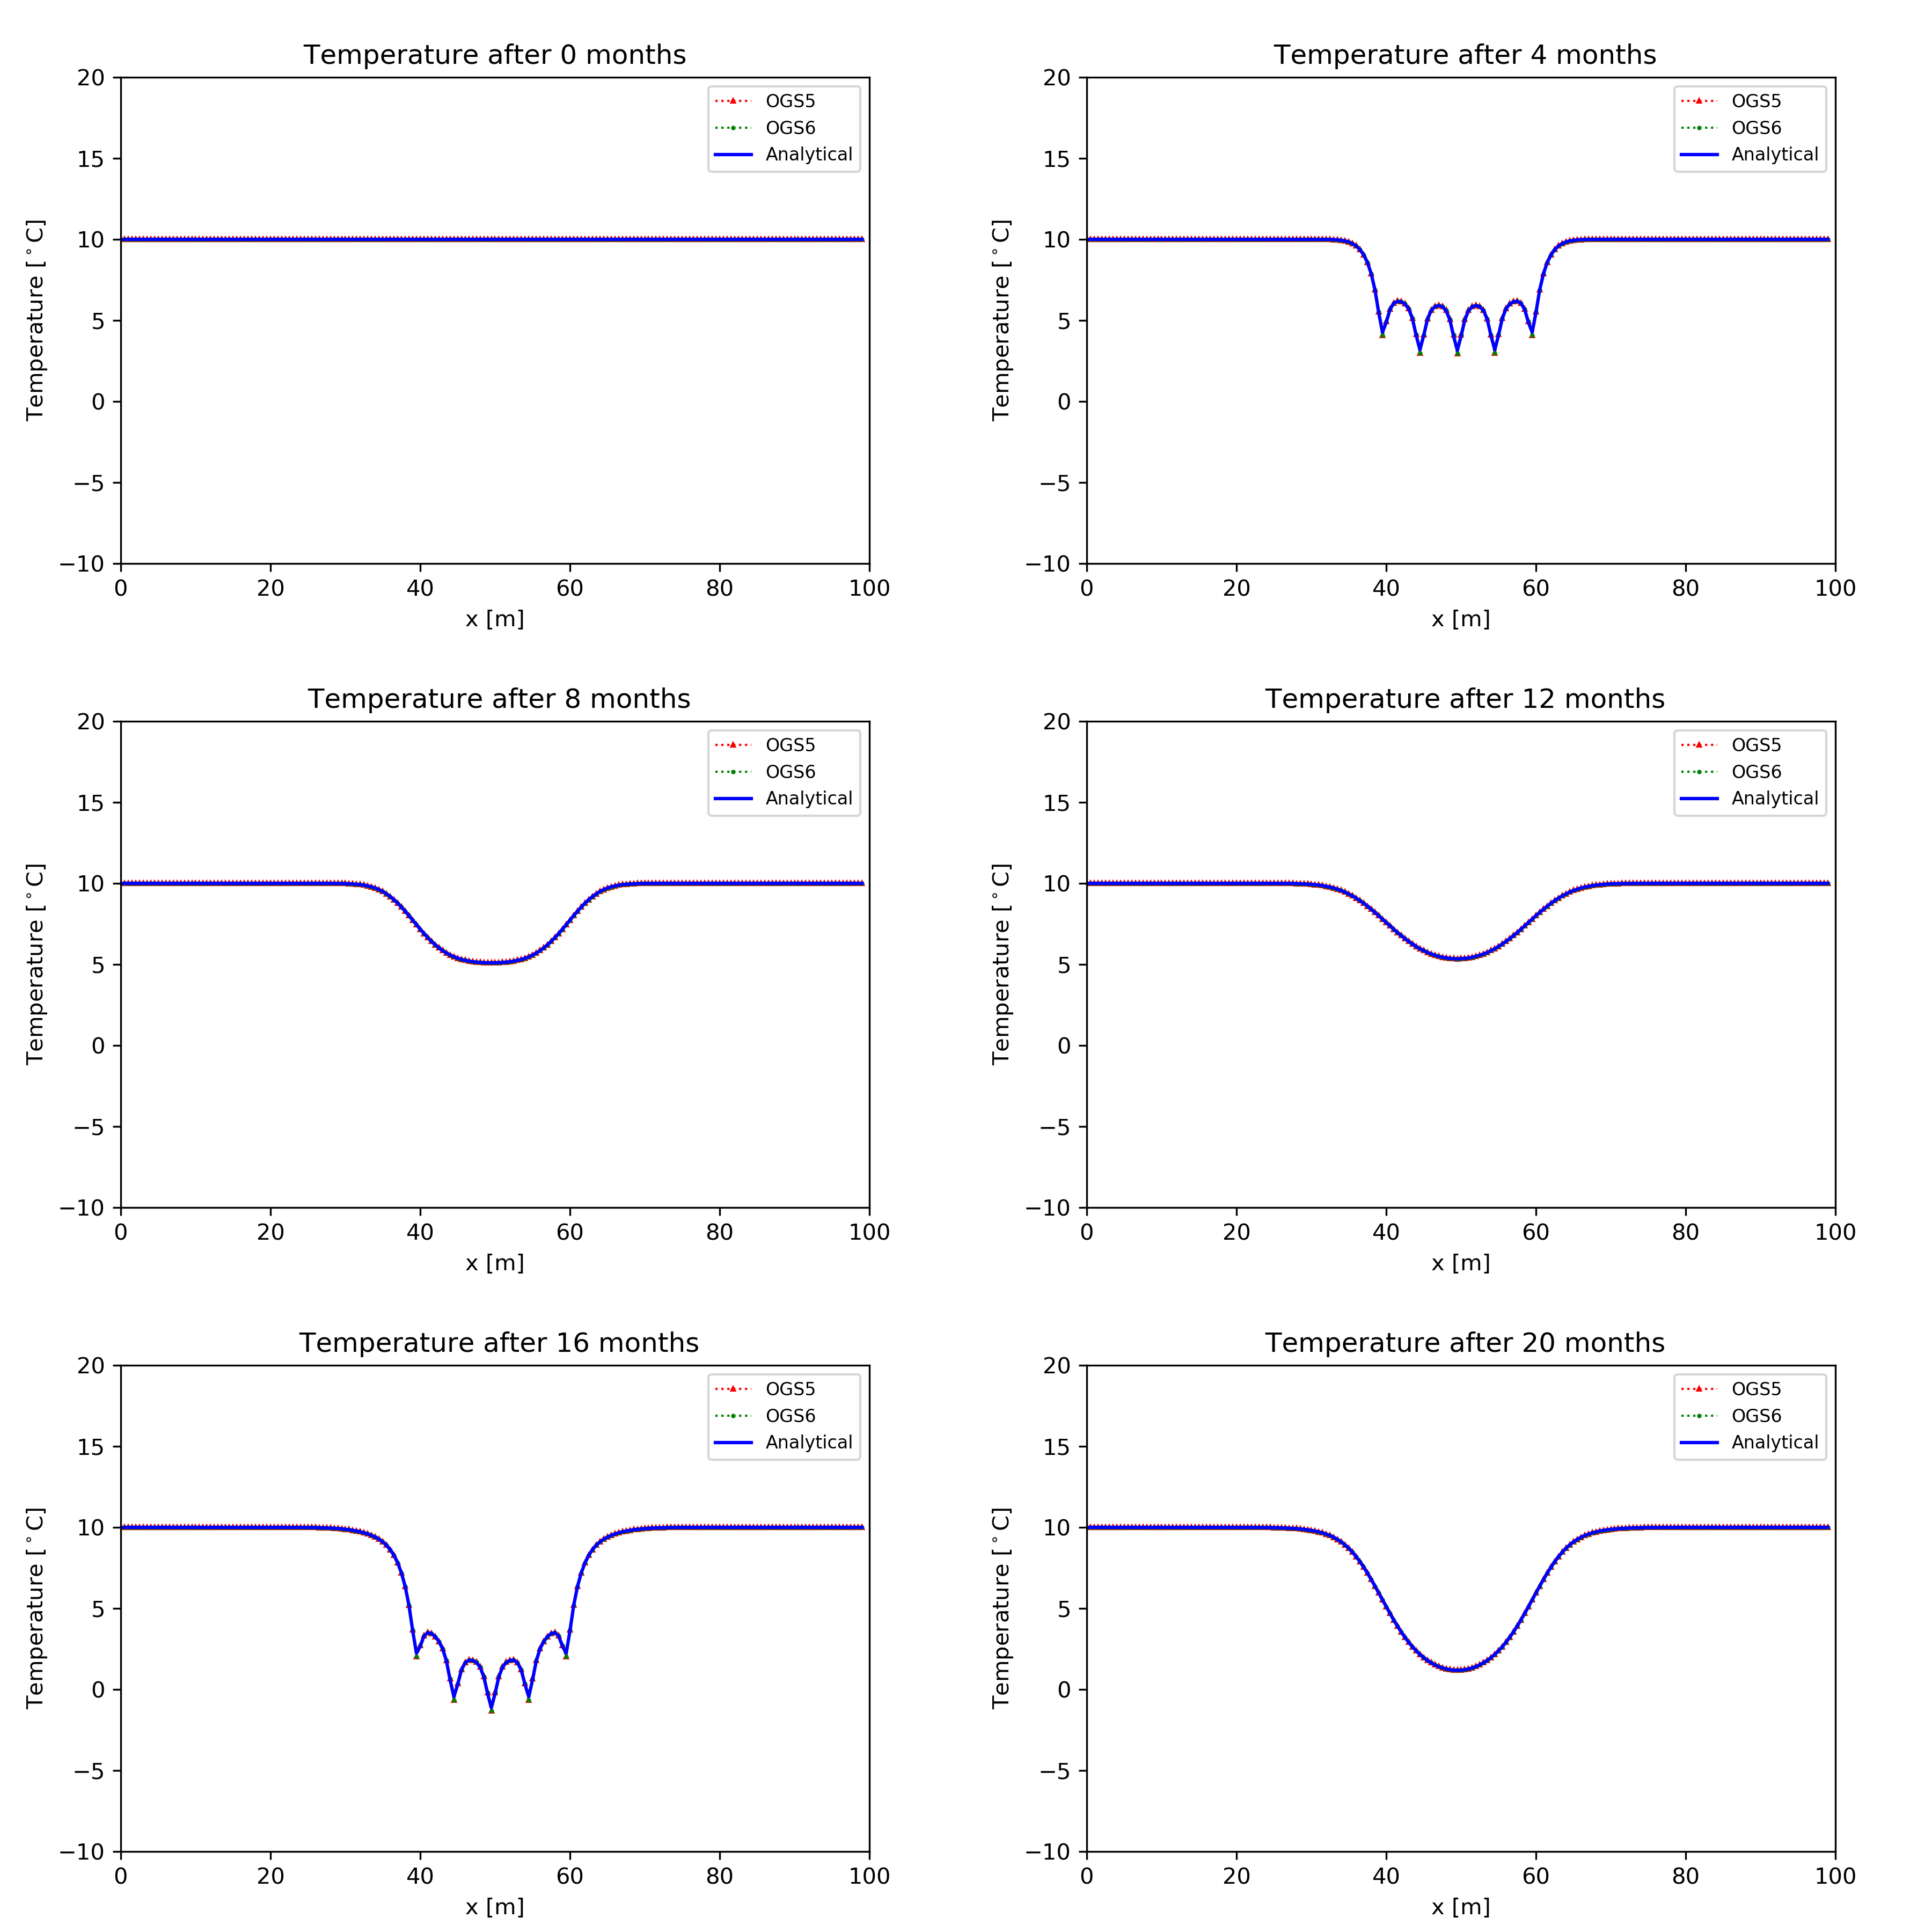 Temperature after 0 months
20
15
10
5
0
−5
−10
Temperature [°C]
0 20 40 60 80 100
x [m]
OGS5
OGS6
Analytical
Temperature after 4 months
20
15
10
5
0
−5
−10
Temperature [°C]
0 20 40 60 80 100
x [m]
OGS5
OGS6
Analytical
Temperature after 8 months
20
15
10
5
0
−5
−10
Temperature [°C]
0 20 40 60 80 100
x [m]
OGS5
OGS6
Analytical
Temperature after 12 months
20
15
10
5
0
−5
−10
Temperature [°C]
0 20 40 60 80 100
x [m]
OGS5
OGS6
Analytical
Temperature after 16 months
20
15
10
5
0
−5
−10
Temperature [°C]
0 20 40 60 80 100
x [m]
OGS5
OGS6
Analytical
Temperature after 20 months
20
15
10
5
0
−5
−10
Temperature [°C]
0 20 40 60 80 100
x [m]
OGS5
OGS6
Analytical